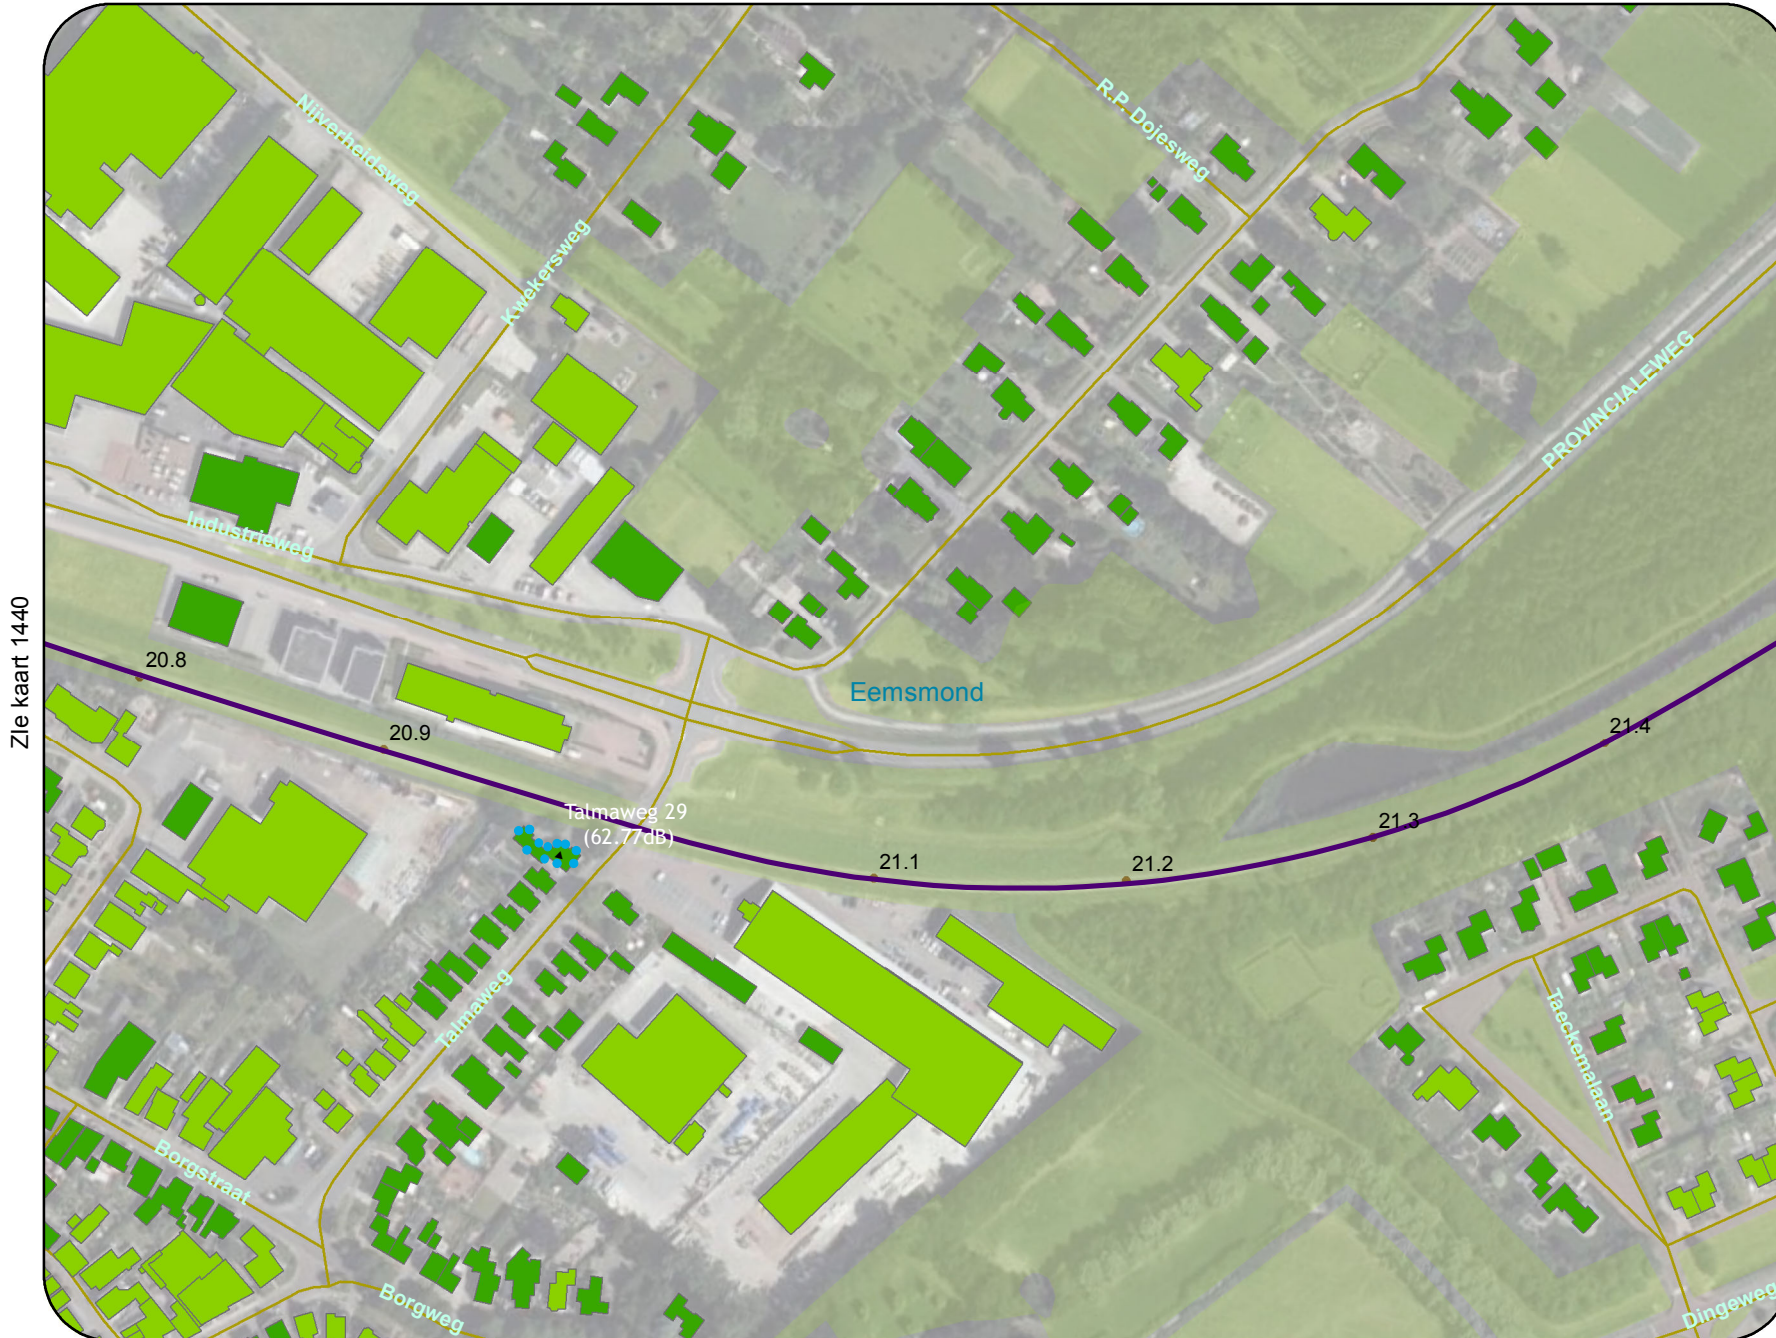 Nijverheidsweg
R.P. Dojesweg
Kwekersweg
PROVINCIALEWEG
Industrieweg
ZIe kaart 1440
20.8
Eemsmond
20.9
21.4
Talmaweg 29
(62.77dB)
21.3
21.1
21.2
Talmaweg
Taeckemalaan
Borgstraat
Borgweg
Dingeweg